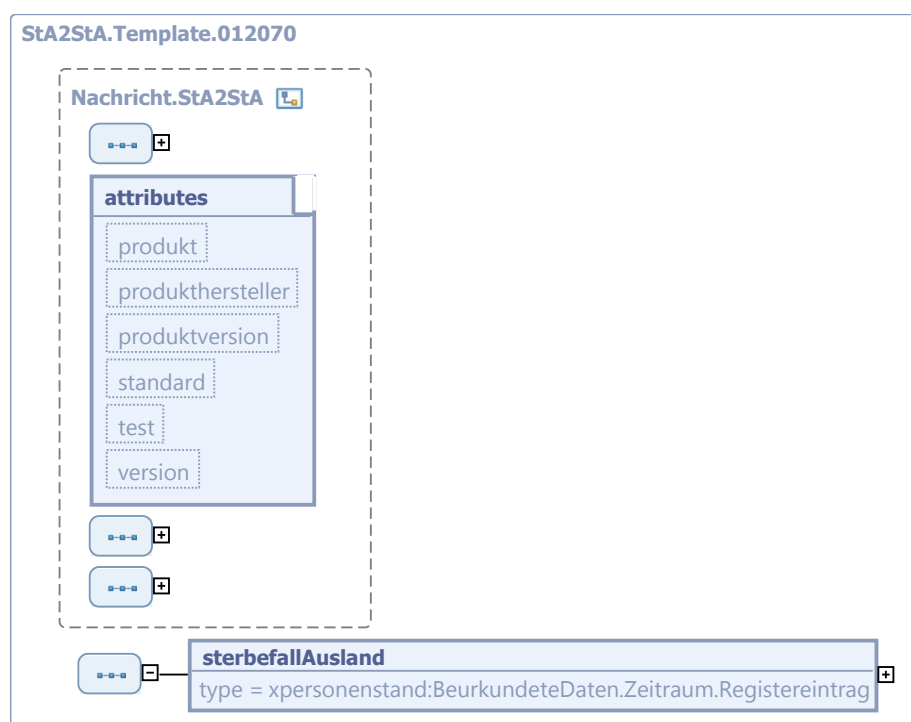 StA2StA.Template.012070
Nachricht.StA2StA
attributes
produkt
produkthersteller
produktversion
standard
test
version
sterbefallAusland
type = xpersonenstand:BeurkundeteDaten.Zeitraum.Registereintrag